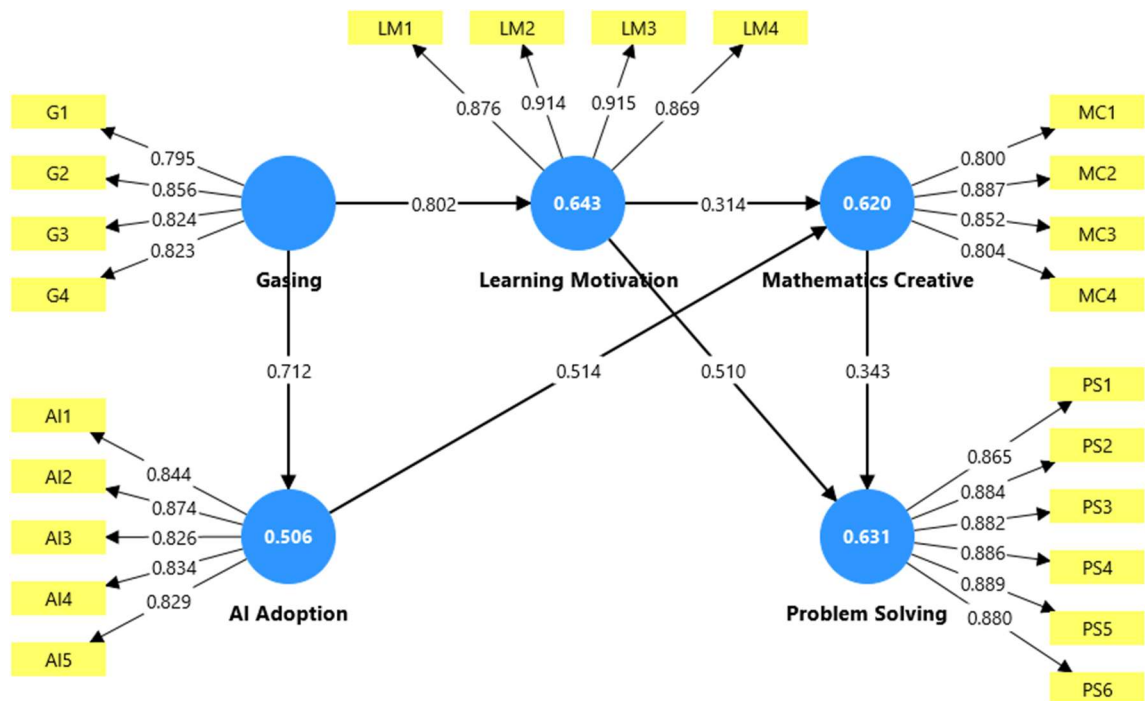 LM1 LM2 LM3 LM4
0.876 0.914 0.915 0.869
G1
G2
G3
G4
0.795
0.856
0.824
0.823
MC1
MC2
MC3
MC4
0.800
0.887
0.852
0.804
0.802
0.643
0.314
0.620
Gasing
Learning Motivation
Mathematics Creative
0.712
0.514
0.510
0.343
AI1
AI2
AI3
AI4
AI5
0.844
0.874
0.826
0.834
0.829
0.506
AI Adoption
0.631
Problem Solving
0.865
0.884
0.882
0.886
0.889
0.880
PS1
PS2
PS3
PS4
PS5
PS6